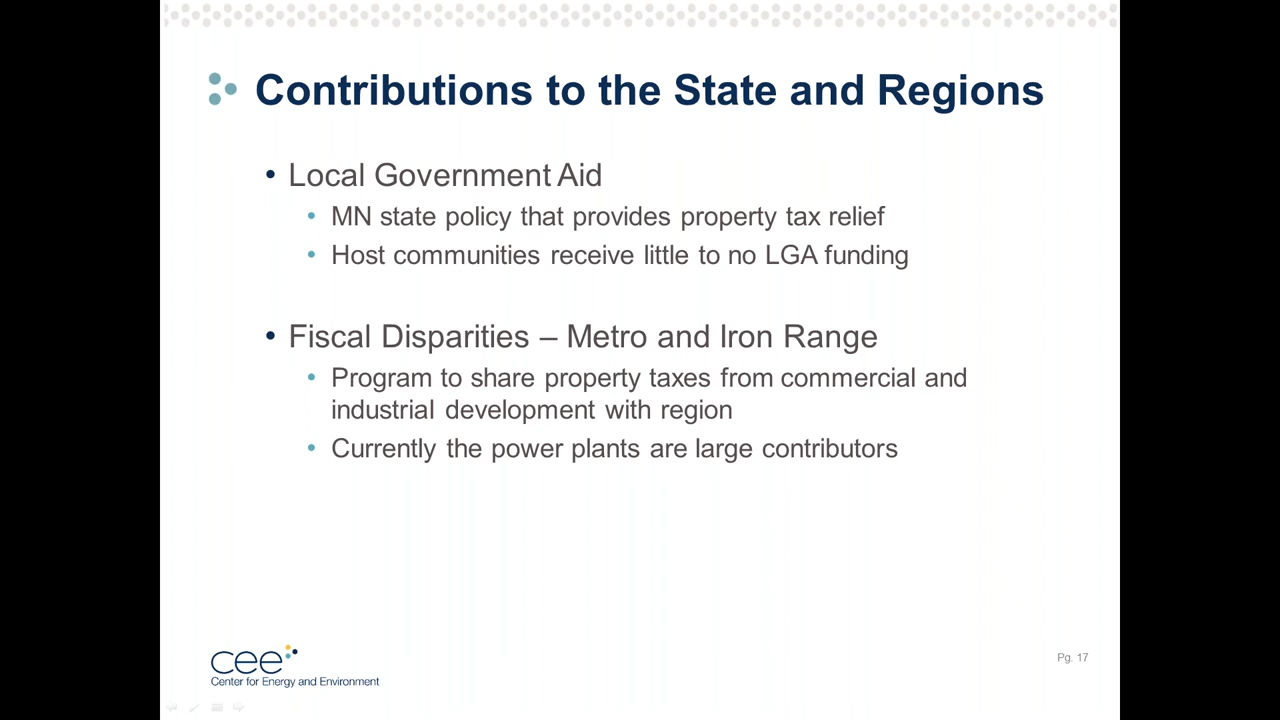 Contributions to the State and Regions
• Local Government Aid
• MN state policy that provides property tax relief
• Host communities receive little to no LGA funding
• Fiscal Disparities – Metro and Iron Range
• Program to share property taxes from commercial and
industrial development with region
• Currently the power plants are large contributors
cee
Center for Energy and Environment
Pg. 17